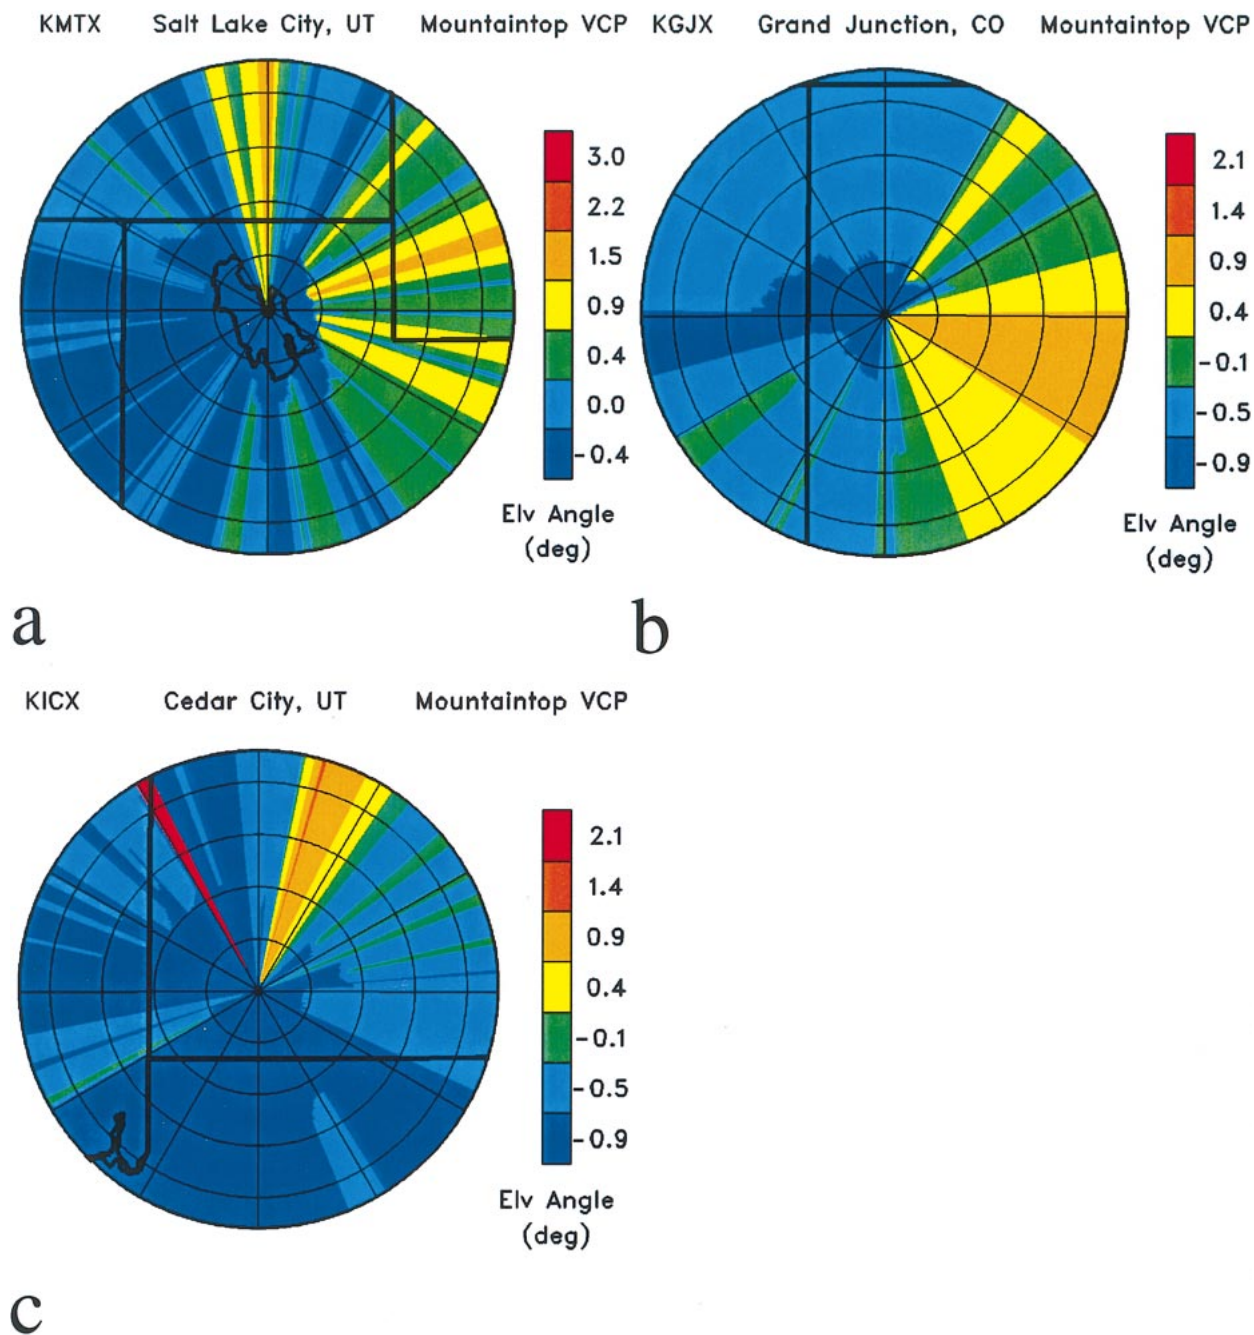 KMTX Salt Lake City, UT Mountaintop VCP
3.0
2.2
1.5
0.9
0.4
0.0
-0.4
Elv Angle
(deg)
a
KGJX Grand Junction, CO Mountaintop VCP
2.1
1.4
0.9
0.4
-0.1
-0.5
-0.9
Elv Angle
(deg)
b
KICX Cedar City, UT Mountaintop VCP
2.1
1.4
0.9
0.4
-0.1
-0.5
-0.9
Elv Angle
(deg)
c